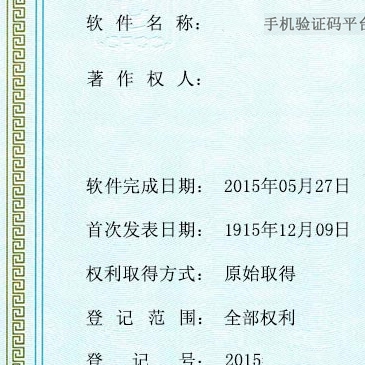 软件名称： 手机验证码平台
著作权人：
软件完成日期： 2015年05月27日
首次发表日期： 1915年12月09日
权利取得方式： 原始取得
登记范围： 全部权利
登记号： 2015